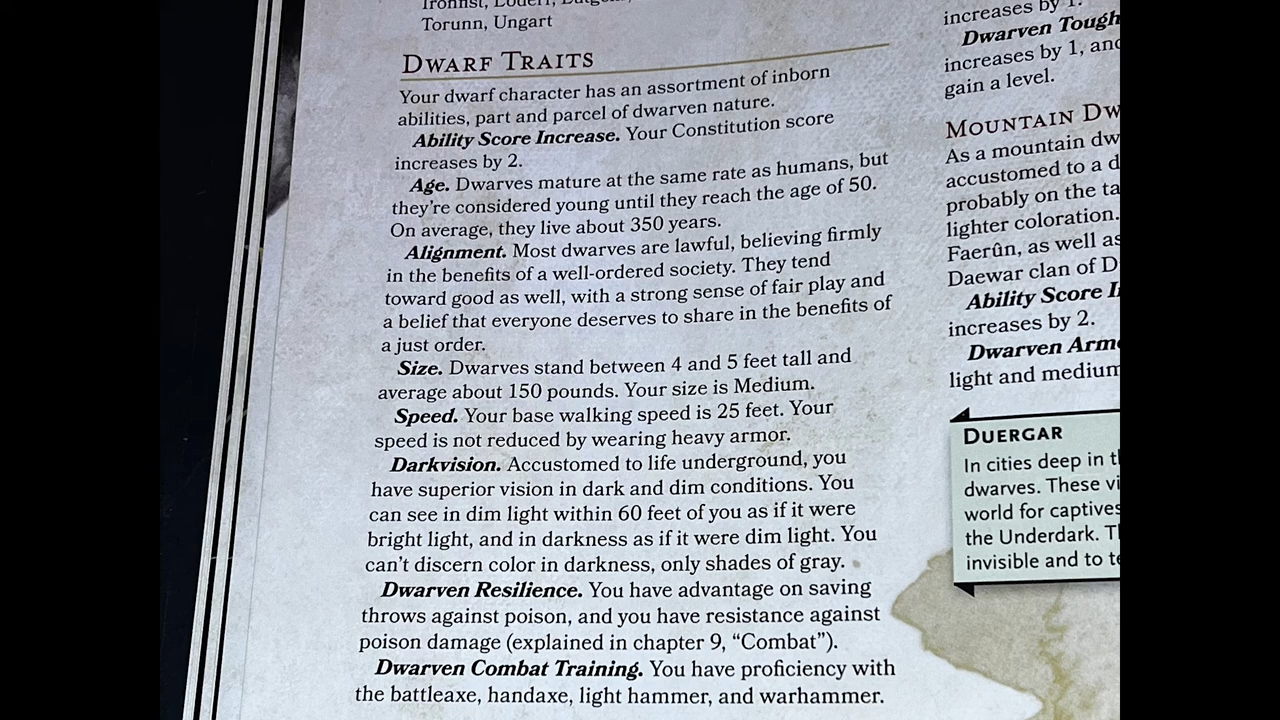 Torunn, Ungart
DWARF TRAITS
Your dwarf character has an assortment of inborn
abilities, part and parcel of dwarven nature.
Ability Score Increase. Your Constitution score
increases by 2.
Age. Dwarves mature at the same rate as humans, but
they're considered young until they reach the age of 50.
On average, they live about 350 years.
Alignment. Most dwarves are lawful, believing firmly
in the benefits of a well-ordered society. They tend
toward good as well, with a strong sense of fair play and
a belief that everyone deserves to share in the benefits of
a just order.
Size. Dwarves stand between 4 and 5 feet tall and
average about 150 pounds. Your size is Medium.
Speed. Your base walking speed is 25 feet. Your
speed is not reduced by wearing heavy armor.
Darkvision. Accustomed to life underground, you
have superior vision in dark and dim conditions. You
can see in dim light within 60 feet of you as if it were
bright light, and in darkness as if it were dim light. You
can't discern color in darkness, only shades of gray.
Dwarven Resilience. You have advantage on saving
throws against poison, and you have resistance against
poison damage (explained in chapter 9, “Combat”).
Dwarven Combat Training. You have proficiency with
the battleaxe, handaxe, light hammer, and warhammer.
increases by 1.
Dwarven Tough
increases by 1, and
gain a level.
MOUNTAIN DW
As a mountain dw
accustomed to a d
probably on the ta
lighter coloration.
Faerûn, as well as
Daewar clan of D
Ability Score I
increases by 2.
Dwarven Arm
light and medium
DUERGAR
In cities deep in t
dwarves. These vi
world for captives
the Underdark. T
invisible and to te